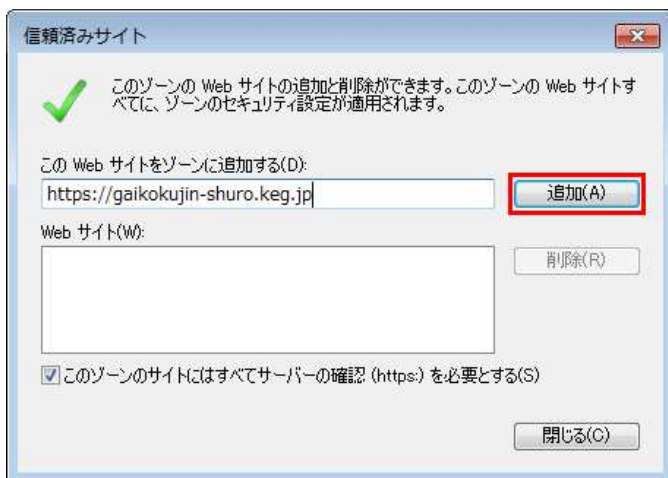 信頼済みサイト
このゾーンの Web サイトの追加と削除ができます。このゾーンの Web サイトす
べてに、ゾーンのセキュリティ設定が適用されます。
この Web サイトをゾーンに追加する(D):
https://gaikokujin-shuro.keg.jp
追加(A)
Web サイト(W):
削除(R)
このゾーンのサイトにはすべてサーバーの確認 (https:) を必要とする(S)
閉じる(C)